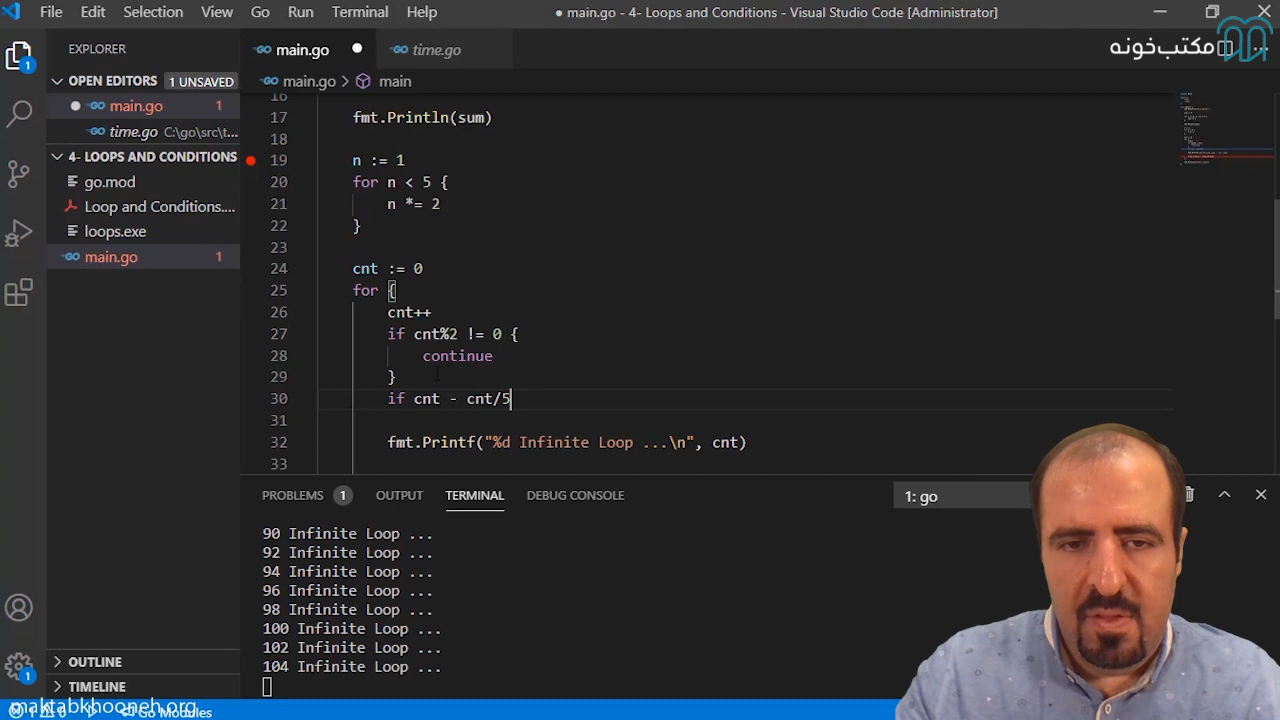 File Edit Selection View Go Run Terminal Help
● main.go - 4- Loops and Conditions - Visual Studio Code [Administrator]
مکتب‌خونه
EXPLORER
OPEN EDITORS 1 UNSAVED
main.go 1
time.go C:\go\src\t...
4- LOOPS AND CONDITIONS
go.mod
Loop and Conditions....
loops.exe
main.go 1
OUTLINE
TIMELINE
main.go
time.go
main.go > main
16
17 fmt.Println(sum)
18
19 n := 1
20 for n < 5 {
21 n *= 2
22 }
23
24 cnt := 0
25 for {
26 cnt++
27 if cnt%2 != 0 {
28 continue
29 }
30 if cnt - cnt/5
31
32 fmt.Printf("%d Infinite Loop ...\n", cnt)
33
PROBLEMS 1 OUTPUT TERMINAL DEBUG CONSOLE 1: go
90 Infinite Loop ...
92 Infinite Loop ...
94 Infinite Loop ...
96 Infinite Loop ...
98 Infinite Loop ...
100 Infinite Loop ...
102 Infinite Loop ...
104 Infinite Loop ...
maktabkhooneh.org
Go Modules